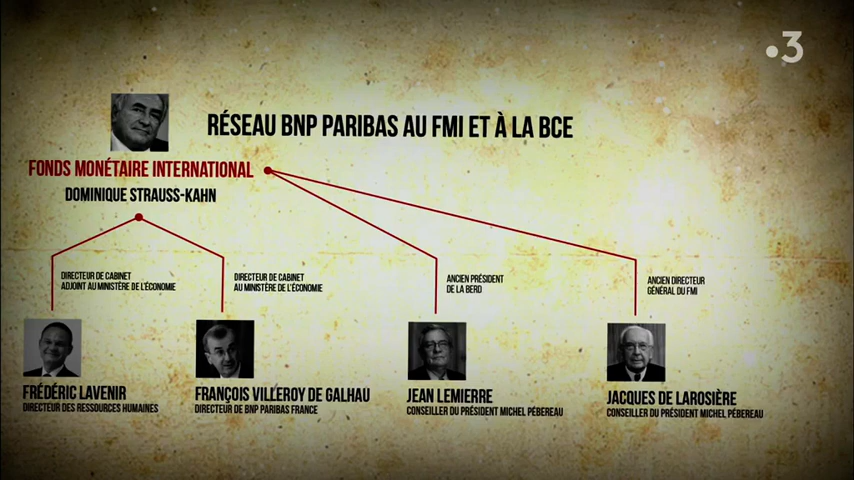 3
RÉSEAU BNP PARIBAS AU FMI ET À LA BCE
FONDS MONÉTAIRE INTERNATIONAL
DOMINIQUE STRAUSS-KAHN
DIRECTEUR DE CABINET
ADJOINT AU MINISTÈRE DE L'ÉCONOMIE
DIRECTEUR DE CABINET
AU MINISTÈRE DE L'ÉCONOMIE
ANCIEN PRÉSIDENT
DE LA BERD
ANCIEN DIRECTEUR
GÉNÉRAL DU FMI
FRÉDÉRIC LAVENIR
DIRECTEUR DES RESSOURCES HUMAINES
FRANÇOIS VILLEROY DE GALHAU
DIRECTEUR DE BNP PARIBAS FRANCE
JEAN LEMIERRE
CONSEILLER DU PRÉSIDENT MICHEL PÉBEREAU
JACQUES DE LAROSIÈRE
CONSEILLER DU PRÉSIDENT MICHEL PÉBEREAU